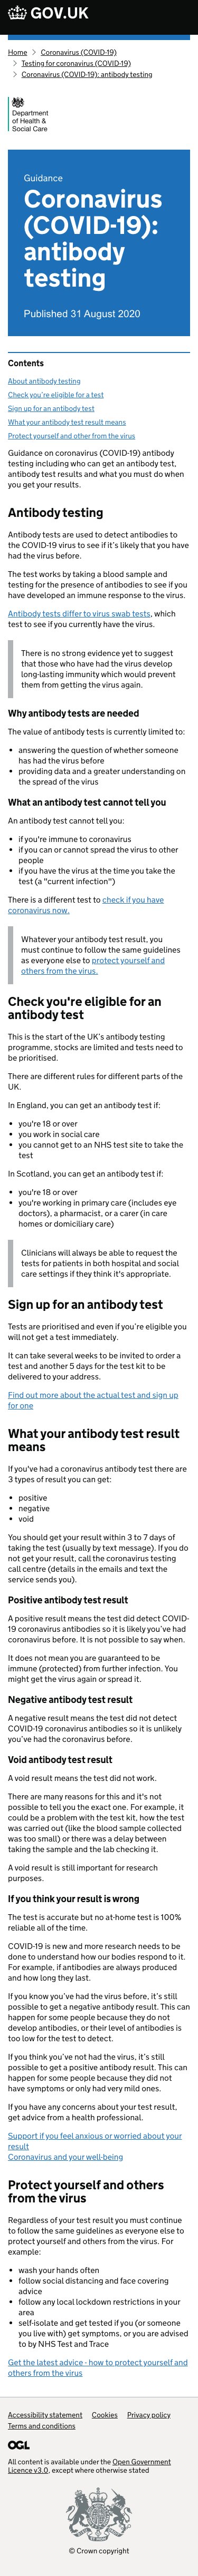 GOV.UK
Home > Coronavirus (COVID-19)
> Testing for coronavirus (COVID-19)
> Coronavirus (COVID-19): antibody testing
Department
of Health &
Social Care
Guidance
Coronavirus
(COVID-19):
antibody
testing
Published 31 August 2020
Contents
About antibody testing
Check you're eligible for a test
Sign up for an antibody test
What your antibody test result means
Protect yourself and other from the virus
Guidance on coronavirus (COVID-19) antibody
testing including who can get an antibody test,
antibody test results and what you must do when
you get your results.
Antibody testing
Antibody tests are used to detect antibodies to
the COVID-19 virus to see if it's likely that you have
had the virus before.
The test works by taking a blood sample and
testing for the presence of antibodies to see if you
have developed an immune response to the virus.
Antibody tests differ to virus swab tests, which
test to see if you currently have the virus.
There is no strong evidence yet to suggest
that those who have had the virus develop
long-lasting immunity which would prevent
them from getting the virus again.
Why antibody tests are needed
The value of antibody tests is currently limited to:
• answering the question of whether someone
has had the virus before
• providing data and a greater understanding on
the spread of the virus
What an antibody test cannot tell you
An antibody test cannot tell you:
• if you're immune to coronavirus
• if you can or cannot spread the virus to other
people
• if you have the virus at the time you take the
test (a "current infection")
There is a different test to check if you have
coronavirus now.
Whatever your antibody test result, you
must continue to follow the same guidelines
as everyone else to protect yourself and
others from the virus.
Check you're eligible for an
antibody test
This is the start of the UK's antibody testing
programme, stocks are limited and tests need to
be prioritised.
There are different rules for different parts of the
UK.
In England, you can get an antibody test if:
• you're 18 or over
• you work in social care
• you cannot get to an NHS test site to take the
test
In Scotland, you can get an antibody test if:
• you're 18 or over
• you're working in primary care (includes eye
doctors), a pharmacist, or a carer (in care
homes or domiciliary care)
Clinicians will always be able to request the
tests for patients in both hospital and social
care settings if they think it's appropriate.
Sign up for an antibody test
Tests are prioritised and even if you're eligible you
will not get a test immediately.
It can take several weeks to be invited to order a
test and another 5 days for the test kit to be
delivered to your address.
Find out more about the actual test and sign up
for one
What your antibody test result
means
If you've had a coronavirus antibody test there are
3 types of result you can get:
• positive
• negative
• void
You should get your result within 3 to 7 days of
taking the test (usually by text message). If you do
not get your result, call the coronavirus testing
call centre (details in the emails and text the
service sends you).
Positive antibody test result
A positive result means the test did detect COVID-
19 coronavirus antibodies so it is likely you've had
coronavirus before. It is not possible to say when.
It does not mean you are guaranteed to be
immune (protected) from further infection. You
might get the virus again or spread it.
Negative antibody test result
A negative result means the test did not detect
COVID-19 coronavirus antibodies so it is unlikely
you've had the coronavirus before.
Void antibody test result
A void result means the test did not work.
There are many reasons for this and it's not
possible to tell you the exact one. For example, it
could be a problem with the test kit, how the test
was carried out (like the blood sample collected
was too small) or there was a delay between
taking the sample and the lab checking it.
A void result is still important for research
purposes.
If you think your result is wrong
The test is accurate but no at-home test is 100%
reliable all of the time.
COVID-19 is new and more research needs to be
done to understand how our bodies respond to it.
For example, if antibodies are always produced
and how long they last.
If you know you've had the virus before, it's still
possible to get a negative antibody result. This can
happen for some people because they did not
develop antibodies, or their level of antibodies is
too low for the test to detect.
If you think you've not had the virus, it's still
possible to get a positive antibody result. This can
happen for some people because they did not
have symptoms or only had very mild ones.
If you have any concerns about your test result,
get advice from a health professional.
Support if you feel anxious or worried about your
result
Coronavirus and your well-being
Protect yourself and others
from the virus
Regardless of your test result you must continue
to follow the same guidelines as everyone else to
protect yourself and others from the virus. For
example:
• wash your hands often
• follow social distancing and face covering
advice
• follow any local lockdown restrictions in your
area
• self-isolate and get tested if you (or someone
you live with) get symptoms, or you are advised
to by NHS Test and Trace
Get the latest advice - how to protect yourself and
others from the virus
Accessibility statement Cookies Privacy policy
Terms and conditions
OGL
All content is available under the Open Government
Licence v3.0, except where otherwise stated
© Crown copyright